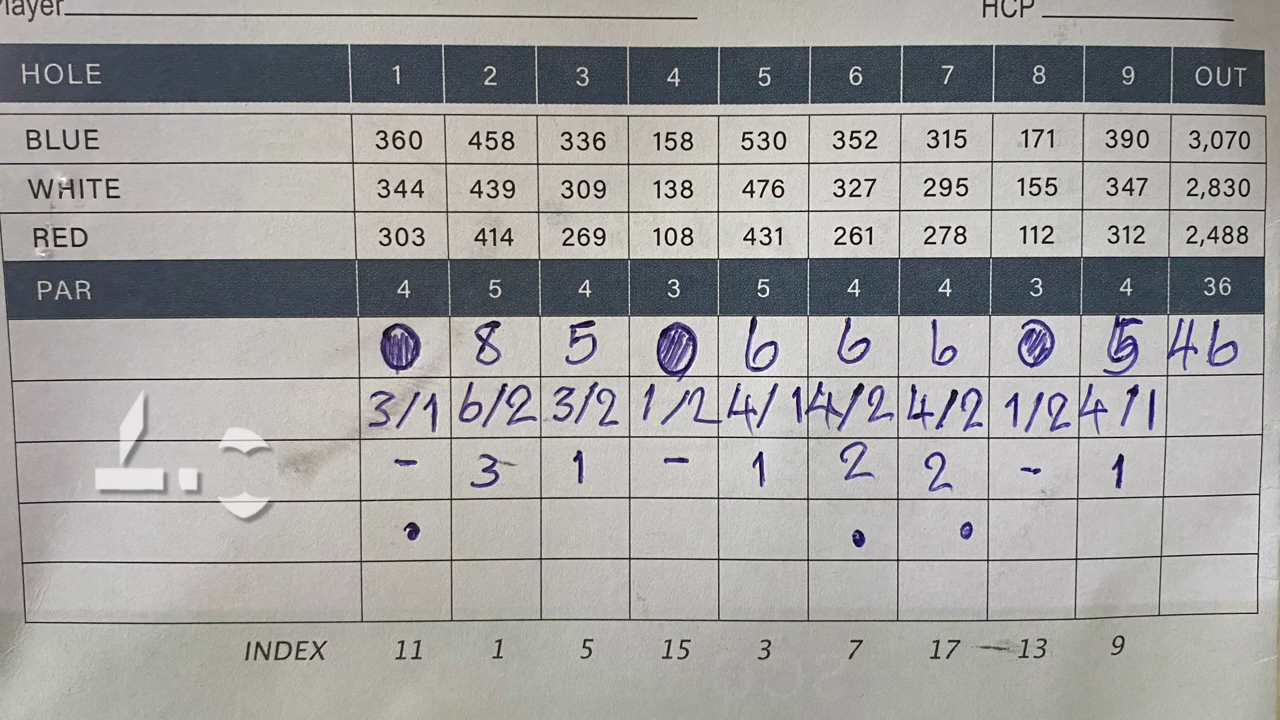 Player HCP
HOLE 1 2 3 4 5 6 7 8 9 OUT
BLUE 360 458 336 158 530 352 315 171 390 3,070
WHITE 344 439 309 138 476 327 295 155 347 2,830
RED 303 414 269 108 431 261 278 112 312 2,488
PAR 4 5 4 3 5 4 4 3 4 36
8 5 6 6 6 5 46
3/1 6/2 3/2 1/2 4/1 4/2 4/2 1/2 4/1
- 3 1 - 1 2 2 - 1
INDEX 11 1 5 15 3 7 17 13 9